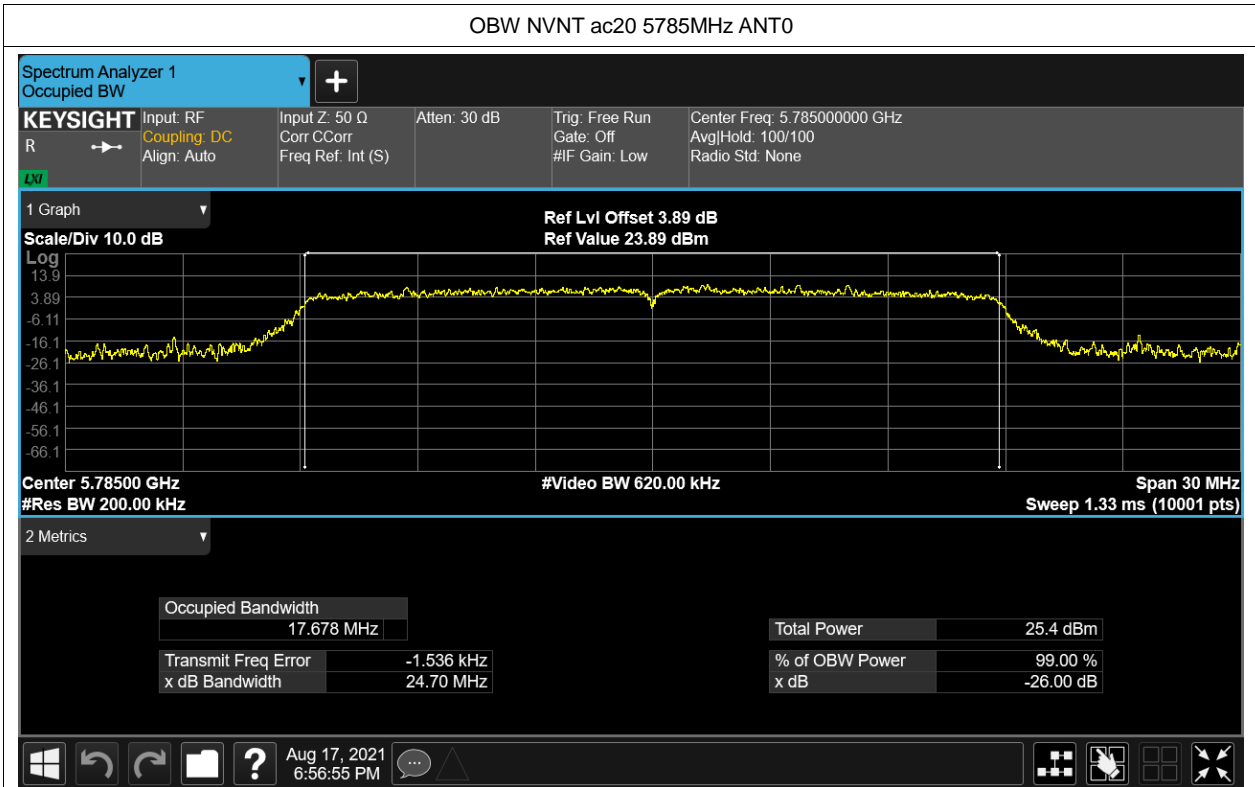 OBW NVNT ac20 5785MHz ANT0
Spectrum Analyzer 1
Occupied BW
KEYSIGHT
R
LXI
Input: RF
Coupling: DC
Align: Auto
Input Z: 50 Ω
Corr CCorr
Freq Ref: Int (S)
Atten: 30 dB
Trig: Free Run
Gate: Off
#IF Gain: Low
Center Freq: 5.785000000 GHz
Avg|Hold: 100/100
Radio Std: None
1 Graph
Scale/Div 10.0 dB
Ref Lvl Offset 3.89 dB
Ref Value 23.89 dBm
Log
13.9
3.89
-6.11
-16.1
-26.1
-36.1
-46.1
-56.1
-66.1
Center 5.78500 GHz
#Res BW 200.00 kHz
#Video BW 620.00 kHz
Span 30 MHz
Sweep 1.33 ms (10001 pts)
2 Metrics
Occupied Bandwidth
17.678 MHz
Transmit Freq Error -1.536 kHz
x dB Bandwidth 24.70 MHz
Total Power 25.4 dBm
% of OBW Power 99.00 %
x dB -26.00 dB
?
Aug 17, 2021
6:56:55 PM